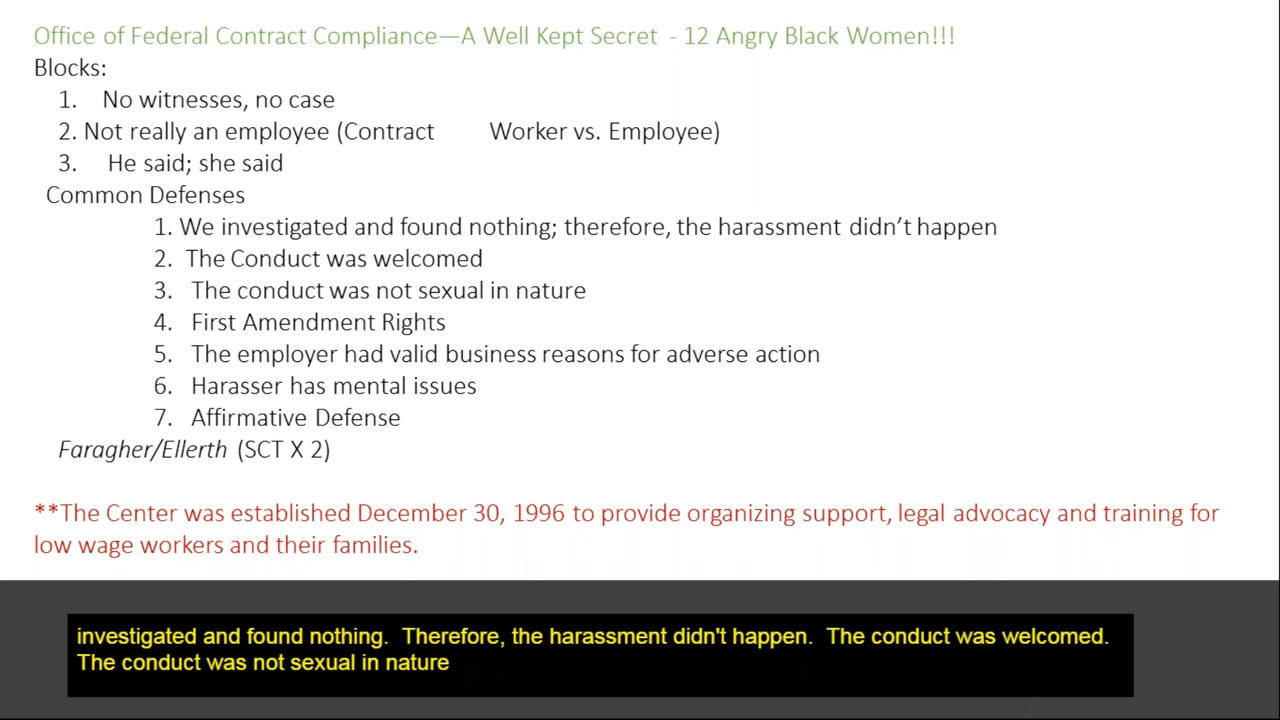 Office of Federal Contract Compliance—A Well Kept Secret - 12 Angry Black Women!!!
Blocks:
1. No witnesses, no case
2. Not really an employee (Contract Worker vs. Employee)
3. He said; she said
Common Defenses
1. We investigated and found nothing; therefore, the harassment didn’t happen
2. The Conduct was welcomed
3. The conduct was not sexual in nature
4. First Amendment Rights
5. The employer had valid business reasons for adverse action
6. Harasser has mental issues
7. Affirmative Defense
Faragher/Ellerth (SCT X 2)
**The Center was established December 30, 1996 to provide organizing support, legal advocacy and training for
low wage workers and their families.
investigated and found nothing. Therefore, the harassment didn't happen. The conduct was welcomed.
The conduct was not sexual in nature